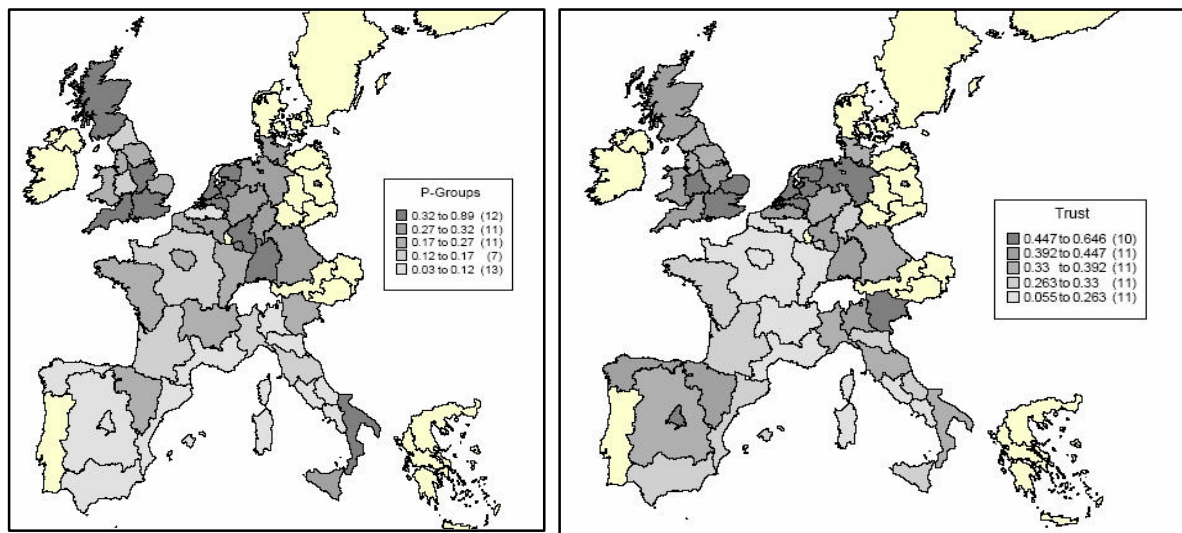 P-Groups
0.32 to 0.89 (12)
0.27 to 0.32 (11)
0.17 to 0.27 (11)
0.12 to 0.17 (7)
0.03 to 0.12 (13)
Trust
0.447 to 0.646 (10)
0.392 to 0.447 (11)
0.33 to 0.392 (11)
0.263 to 0.33 (11)
0.055 to 0.263 (11)